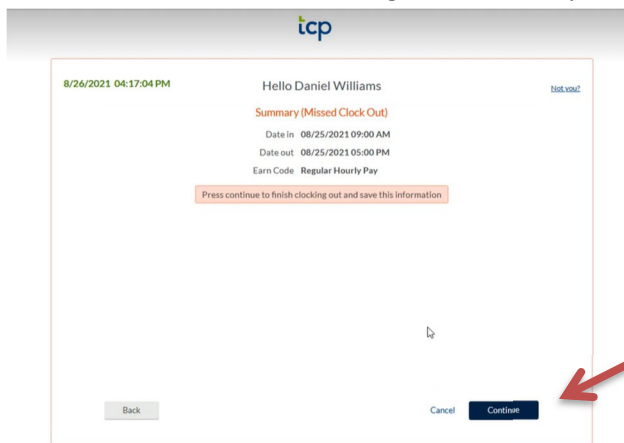 tcp
8/26/2021 04:17:04 PM
Hello Daniel Williams
Not you?
Summary (Missed Clock Out)
Date in 08/25/2021 09:00 AM
Date out 08/25/2021 05:00 PM
Earn Code Regular Hourly Pay
Press continue to finish clocking out and save this information
Back
Cancel
Continue